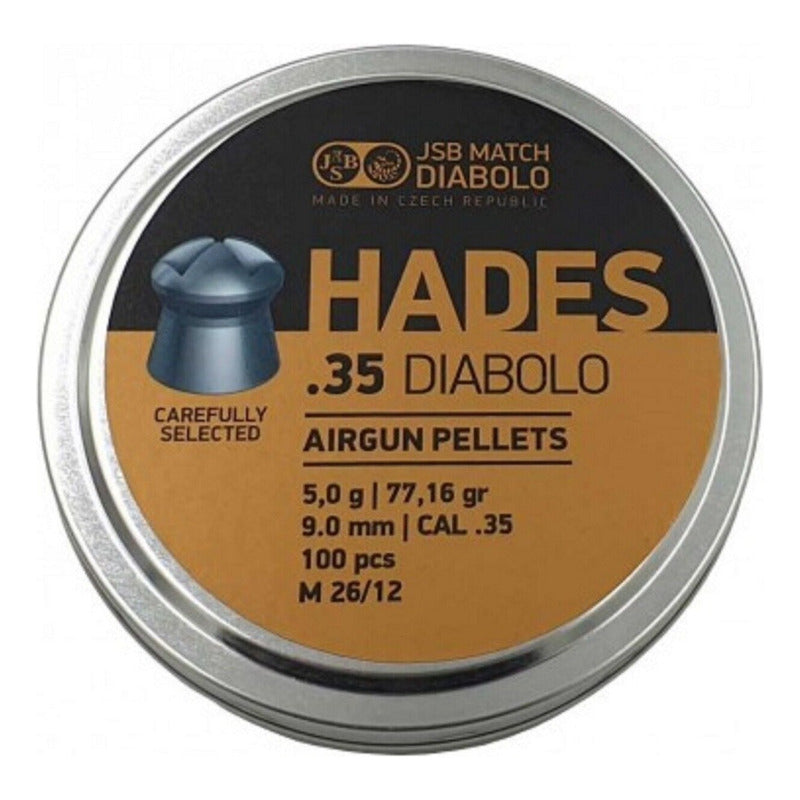 JSB
JSB MATCH
DIABOLO
MADE IN CZECH REPUBLIC
HADES
.35 DIABOLO
CAREFULLY
SELECTED
AIRGUN PELLETS
5,0 g | 77,16 gr
9.0 mm | CAL .35
100 pcs
M 26/12